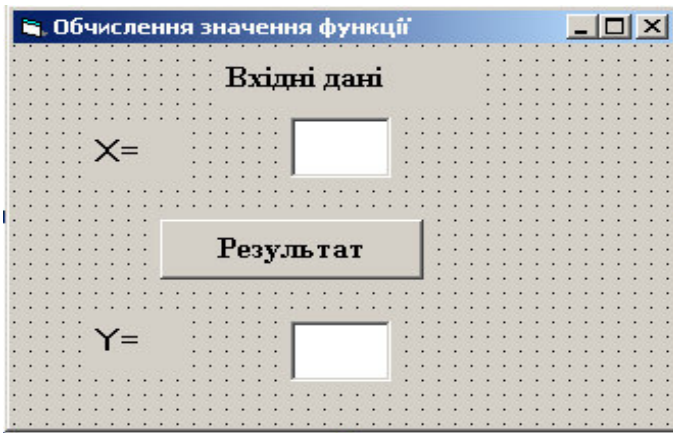 Обчислення значення функції
Вхідні дані
X=
Результат
Y=